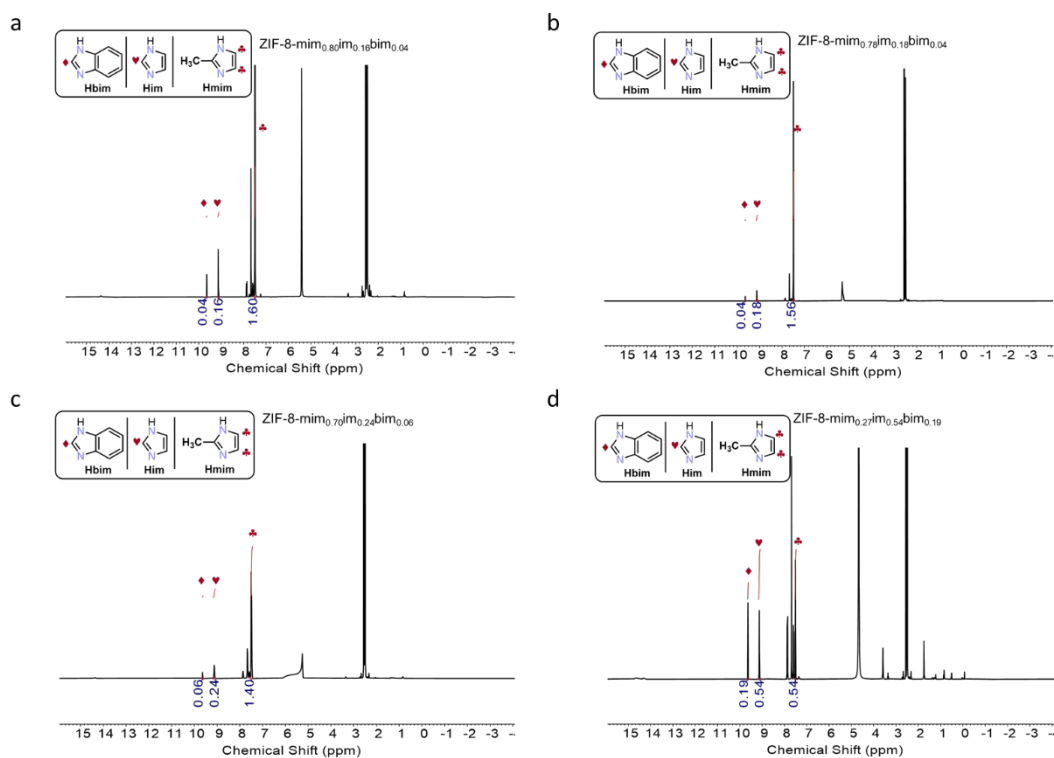 a
ZIF-8-mim0.80im0.16bim0.04
H
N
N
♦
Hbim
H
N
N
♥
Him
H
N
N
H3C
♣
♣
Hmim
♦ ♥ ♣
0.04 0.16 1.60
15 14 13 12 11 10 9 8 7 6 5 4 3 2 1 0 -1 -2 -3
Chemical Shift (ppm)
b
ZIF-8-mim0.78im0.18bim0.04
H
N
N
♦
Hbim
H
N
N
♥
Him
H
N
N
H3C
♣
♣
Hmim
♦ ♥ ♣
0.04 0.18 1.56
15 14 13 12 11 10 9 8 7 6 5 4 3 2 1 0 -1 -2 -3
Chemical Shift (ppm)
c
ZIF-8-mim0.70im0.24bim0.06
H
N
N
♦
Hbim
H
N
N
♥
Him
H
N
N
H3C
♣
♣
Hmim
♦ ♥ ♣
0.06 0.24 1.40
15 14 13 12 11 10 9 8 7 6 5 4 3 2 1 0 -1 -2 -3
Chemical Shift (ppm)
d
ZIF-8-mim0.27im0.54bim0.19
H
N
N
♦
Hbim
H
N
N
♥
Him
H
N
N
H3C
♣
♣
Hmim
♦ ♥ ♣
0.19 0.54 0.54
15 14 13 12 11 10 9 8 7 6 5 4 3 2 1 0 -1 -2 -3
Chemical Shift (ppm)